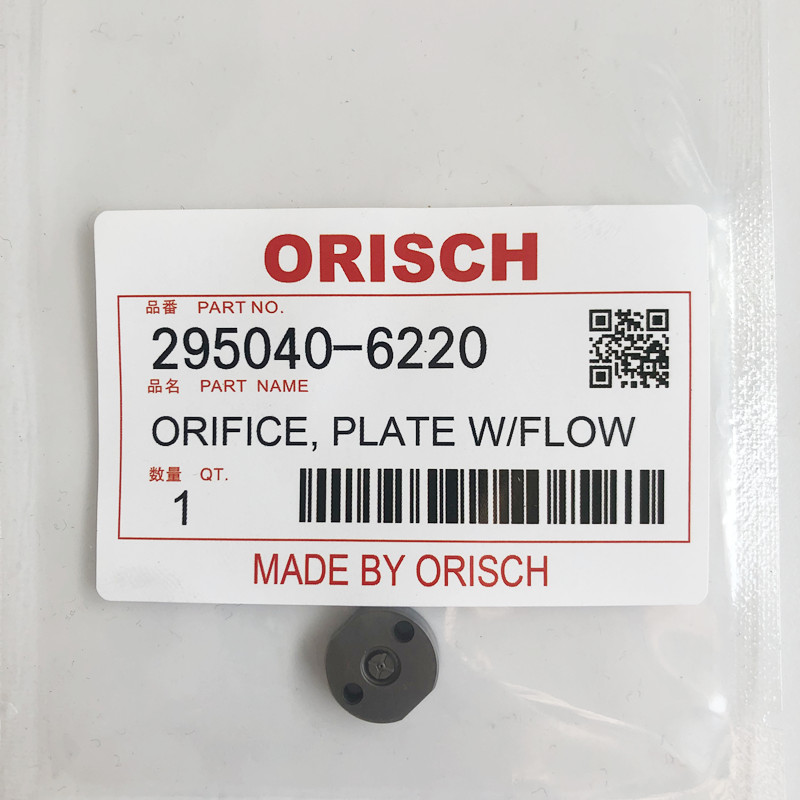 ORISCH
品番 PART NO.
295040-6220
品名 PART NAME
ORIFICE, PLATE W/FLOW
数量 QT.
1
MADE BY ORISCH